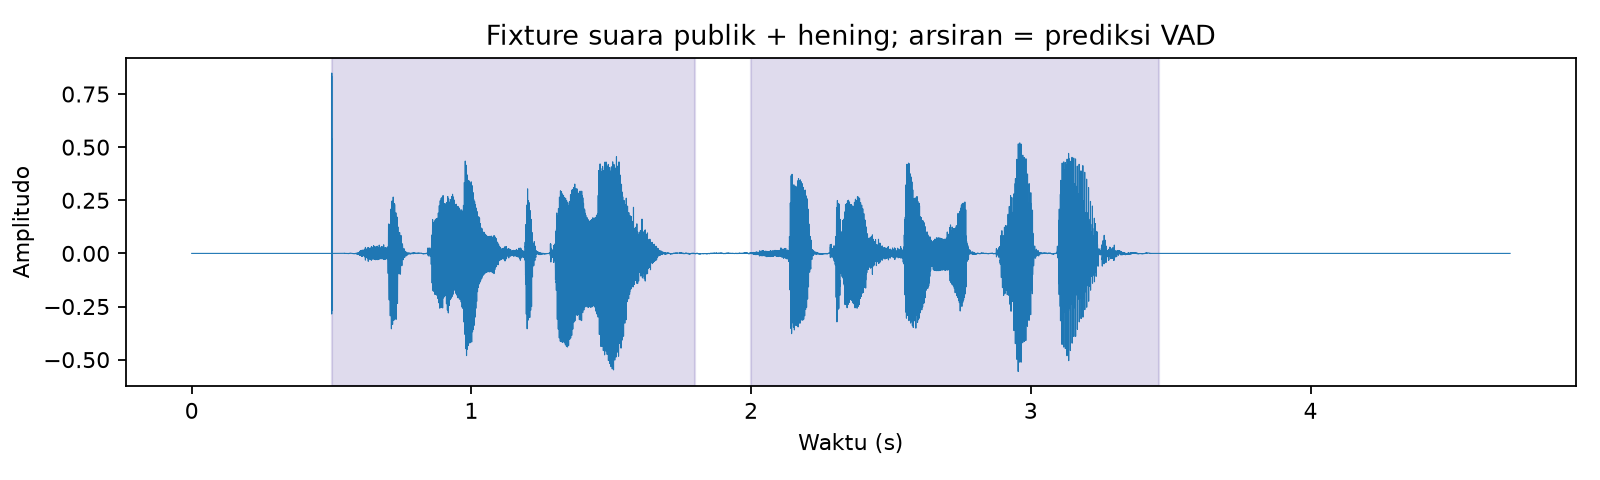 Fixture suara publik + hening; arsiran = prediksi VAD
Amplitudo
0.75
0.50
0.25
0.00
−0.25
−0.50
0 1 2 3 4
Waktu (s)